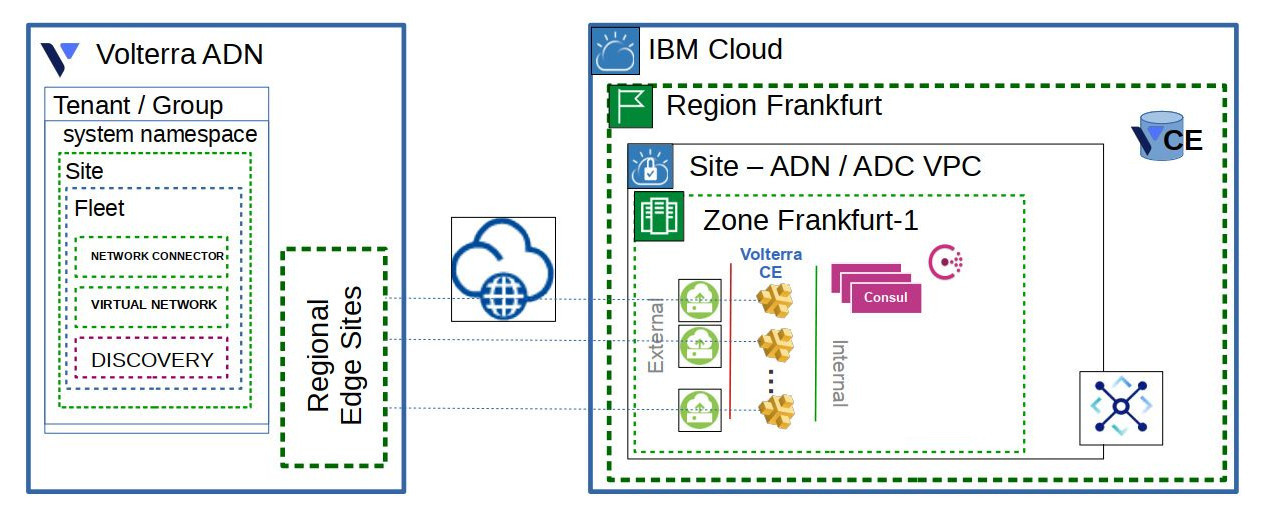 Volterra ADN
Tenant / Group
system namespace
Site
Fleet
NETWORK CONNECTOR
VIRTUAL NETWORK
DISCOVERY
Regional
Edge Sites
IBM Cloud
Region Frankfurt
CE
Site – ADN / ADC VPC
Zone Frankfurt-1
Volterra
CE
External
Consul
Internal